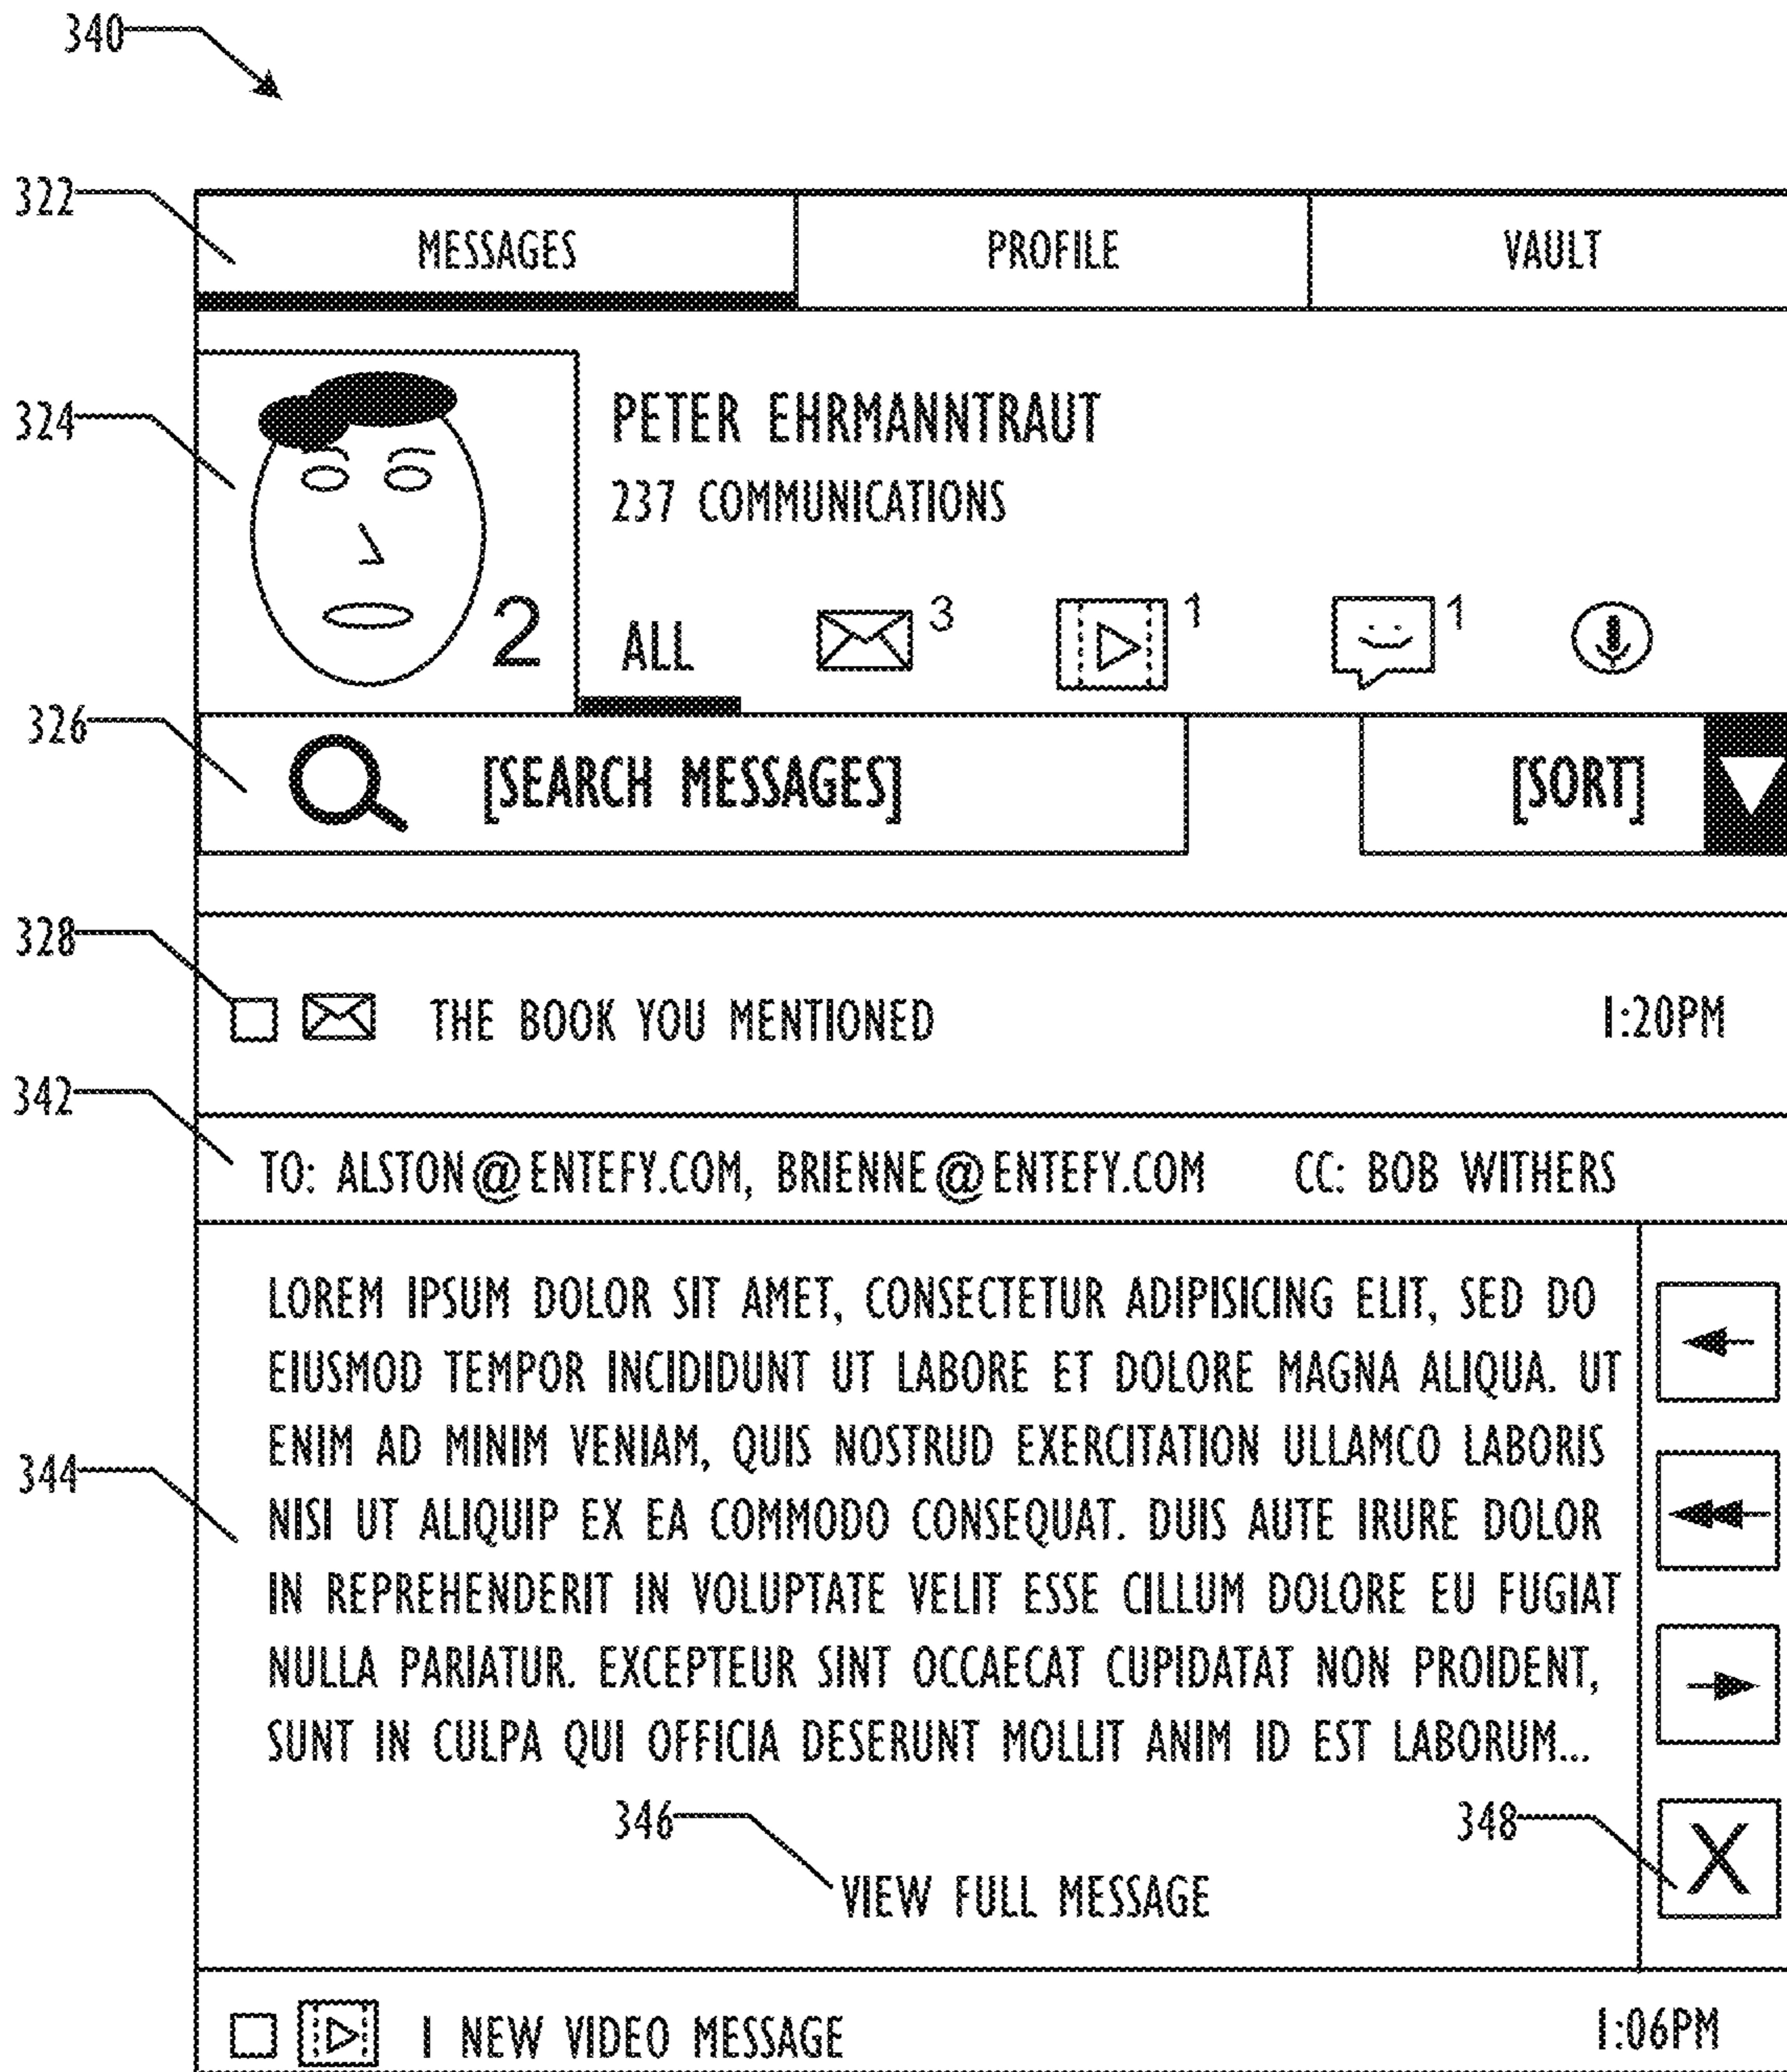 340
322
MESSAGES PROFILE VAULT
324
PETER EHRMANNTRAUT
237 COMMUNICATIONS
2 ALL 3 1 1
326
[SEARCH MESSAGES] [SORT]
328
THE BOOK YOU MENTIONED 1:20PM
342
TO: ALSTON@ENTEFY.COM, BRIENNE@ENTEFY.COM CC: BOB WITHERS
LOREM IPSUM DOLOR SIT AMET, CONSECTETUR ADIPISICING ELIT, SED DO
EIUSMOD TEMPOR INCIDIDUNT UT LABORE ET DOLORE MAGNA ALIQUA. UT
ENIM AD MINIM VENIAM, QUIS NOSTRUD EXERCITATION ULLAMCO LABORIS
344
NISI UT ALIQUIP EX EA COMMODO CONSEQUAT. DUIS AUTE IRURE DOLOR
IN REPREHENDERIT IN VOLUPTATE VELIT ESSE CILLUM DOLORE EU FUGIAT
NULLA PARIATUR. EXCEPTEUR SINT OCCAECAT CUPIDATAT NON PROIDENT,
SUNT IN CULPA QUI OFFICIA DESERUNT MOLLIT ANIM ID EST LABORUM...
346 348
X
VIEW FULL MESSAGE
1 NEW VIDEO MESSAGE 1:06PM